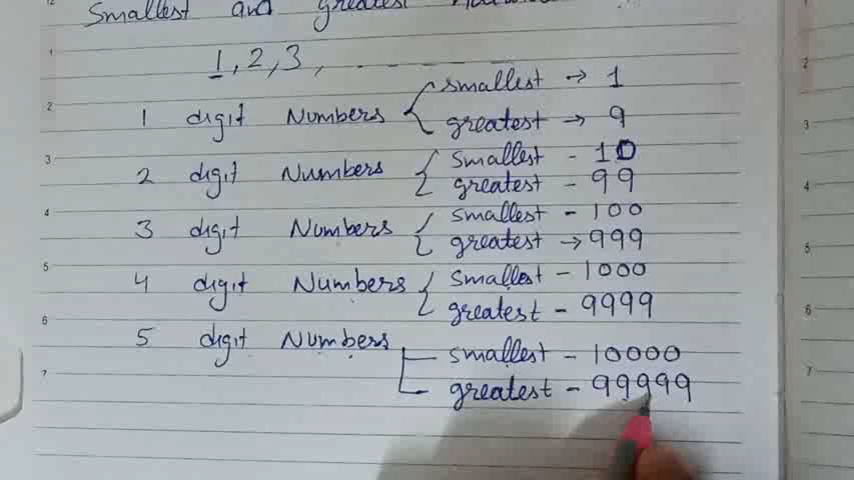 Smallest and greatest
1, 2, 3, - - - - - -
1 digit Numbers smallest → 1
greatest → 9
2 digit Numbers smallest - 10
greatest - 99
3 digit Numbers smallest - 100
greatest → 999
4 digit Numbers smallest - 1000
greatest - 9999
5 digit Numbers
smallest - 10000
greatest - 99999